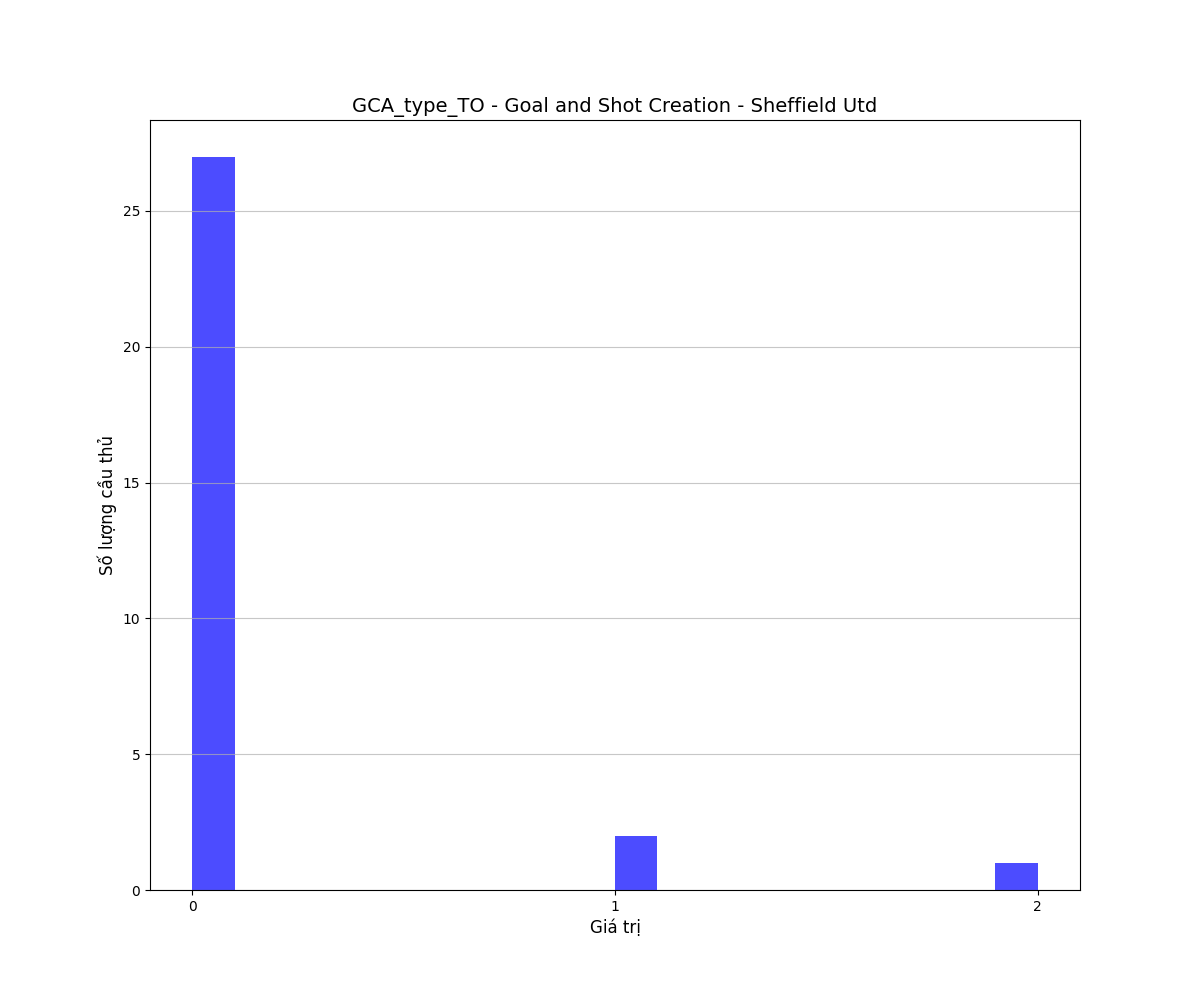 GCA_type_TO - Goal and Shot Creation - Sheffield Utd
25
20
15
10
5
0
Số lượng cầu thủ
0 1 2
Giá trị